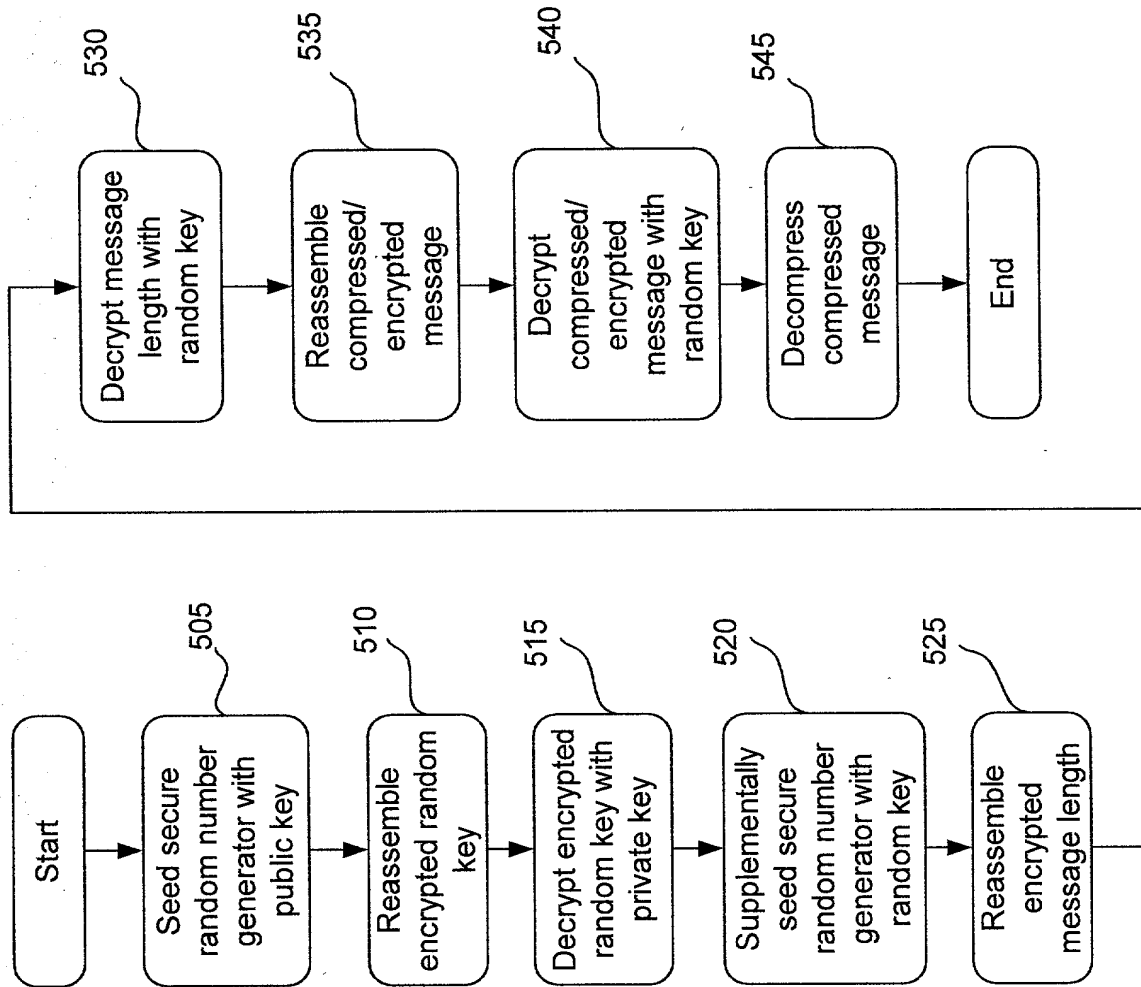 Start
Seed secure
random number
generator with
public key
505
Reassemble
encrypted random
key
510
Decrypt encrypted
random key with
private key
515
Supplementally
seed secure
random number
generator with
random key
520
Reassemble
encrypted
message length
525
Decrypt message
length with
random key
530
Reassemble
compressed/
encrypted
message
535
Decrypt
compressed/
encrypted
message with
random key
540
Decompress
compressed
message
545
End